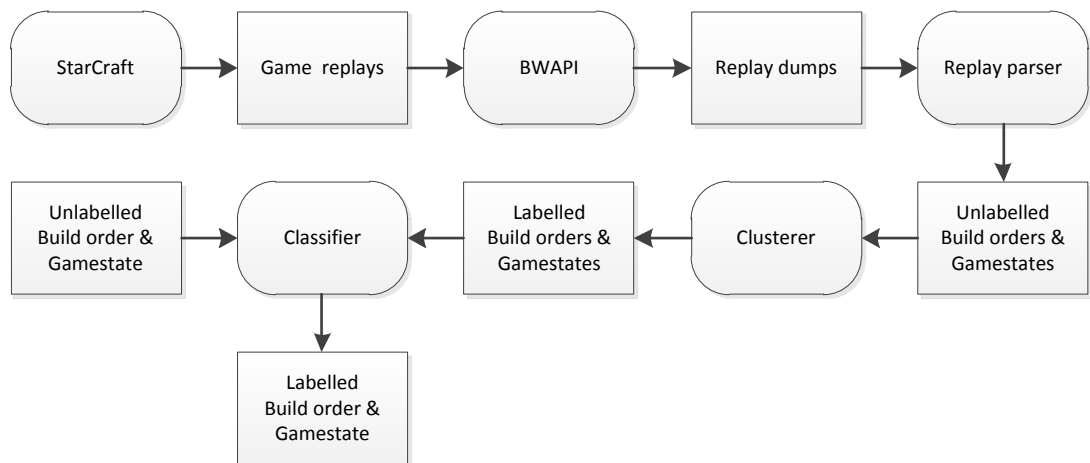 StarCraft
Game replays
BWAPI
Replay dumps
Replay parser
Unlabelled
Build order &
Gamestate
Classifier
Labelled
Build orders &
Gamestates
Clusterer
Unlabelled
Build orders &
Gamestates
Labelled
Build order &
Gamestate